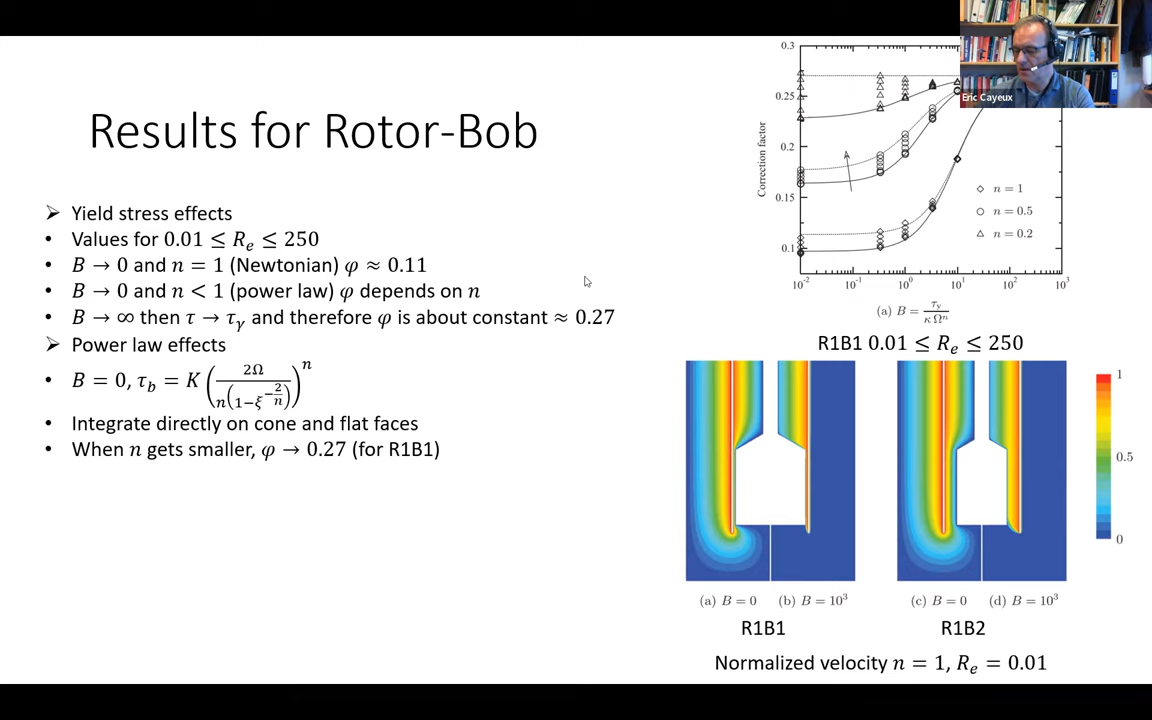 Results for Rotor-Bob
➢ Yield stress effects
• Values for 0.01 ≤ Rₑ ≤ 250
• B → 0 and n = 1 (Newtonian) φ ≈ 0.11
• B → 0 and n < 1 (power law) φ depends on n
• B → ∞ then τ → τᵧ and therefore φ is about constant ≈ 0.27
➢ Power law effects
• B = 0, τ_b = K (2Ω / n(1−ξ^(−2/n)))^n
• Integrate directly on cone and flat faces
• When n gets smaller, φ → 0.27 (for R1B1)
Eric Cayeux
0.3
0.25
0.2
0.15
0.1
Correction factor
n = 1
n = 0.5
n = 0.2
10⁻² 10⁻¹ 10⁰ 10¹ 10² 10³
(a) B = τ_y / κ Ωⁿ
R1B1 0.01 ≤ Rₑ ≤ 250
1
0.5
0
(a) B = 0 (b) B = 10³ (c) B = 0 (d) B = 10³
R1B1 R1B2
Normalized velocity n = 1, Rₑ = 0.01